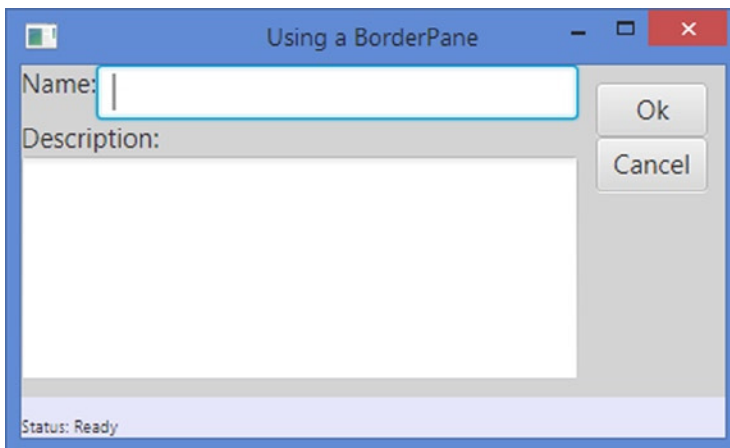 Using a BorderPane
Name:
Ok
Description:
Cancel
Status: Ready